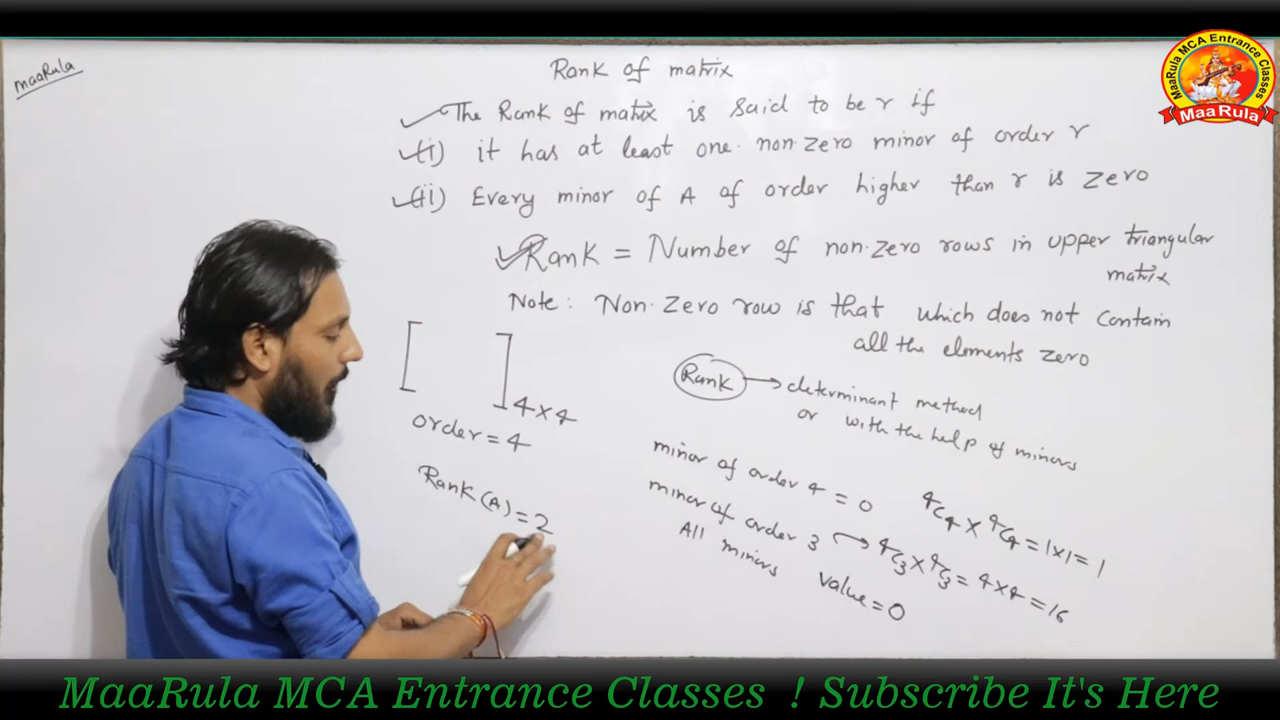 maaRula
Rank of matrix
The Rank of matrix is said to be r if
(i) it has at least one non-zero minor of order r
(ii) Every minor of A of order higher than r is zero
Rank = Number of non-zero rows in upper triangular
matrix
Note: Non-Zero row is that which does not contain
all the elements zero
[ ] 4×4
order = 4
Rank (A) = 2
Rank → determinant method
or with the help of minors
minor of order 4 = 0 4C4 × 4C4 = 1×1 = 1
minor of order 3 → 4C3 × 4C3 = 4×4 = 16
All minors value = 0
MaaRula MCA Entrance Classes
MaaRula
MaaRula MCA Entrance Classes ! Subscribe It's Here